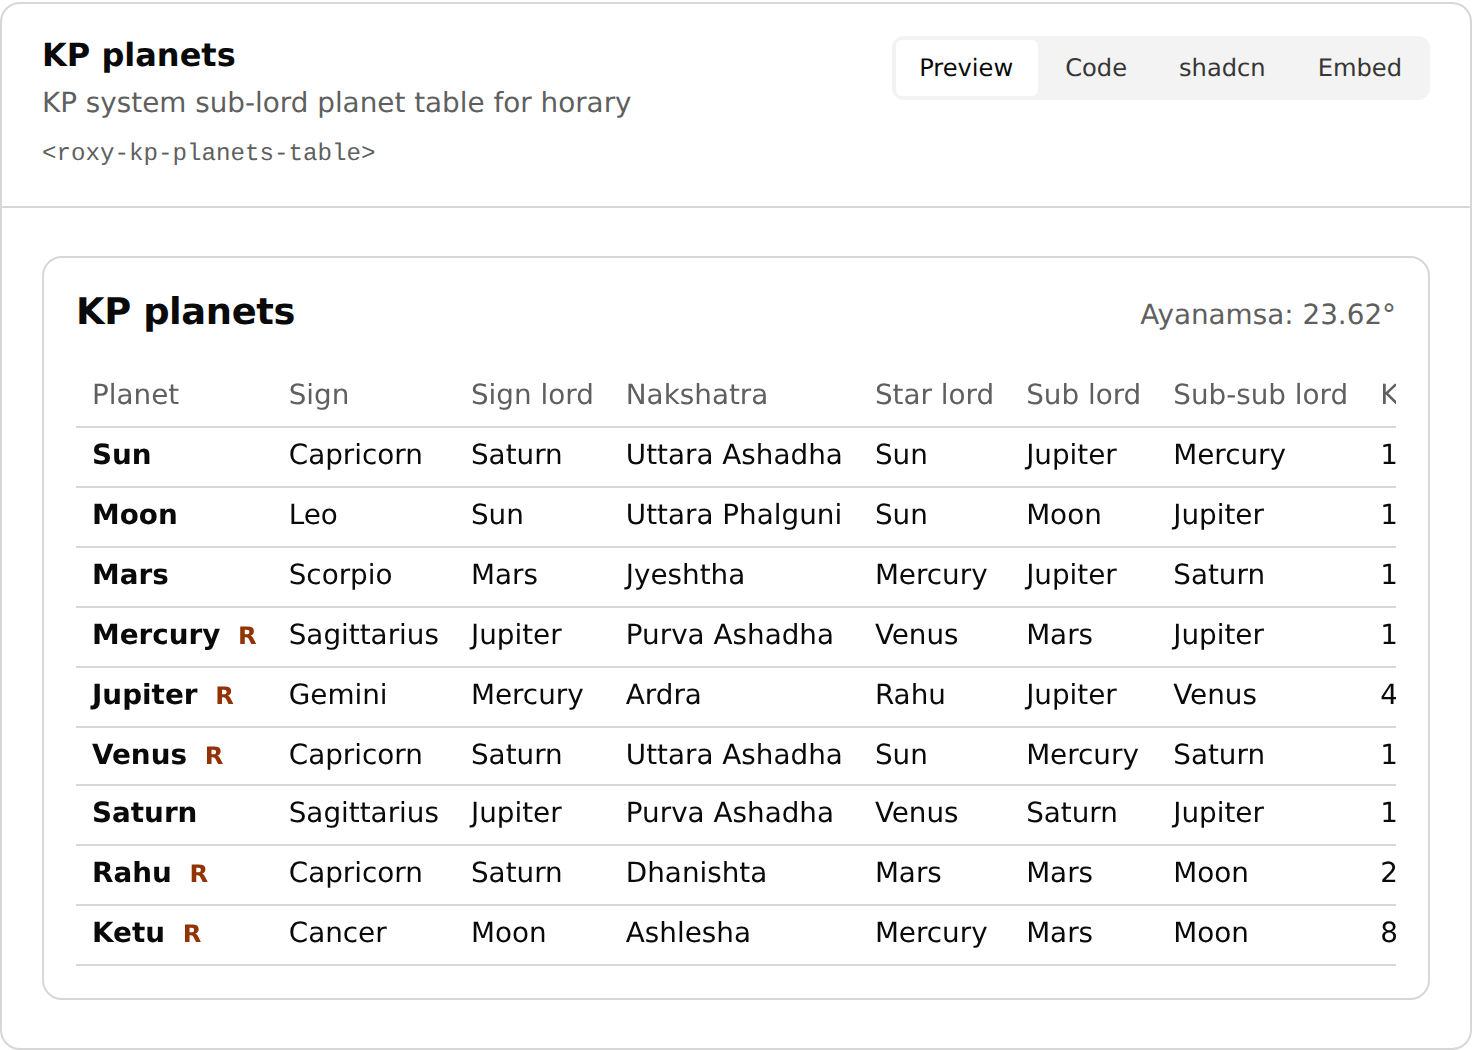 KP planets
Preview Code shadcn Embed
KP system sub-lord planet table for horary
<roxy-kp-planets-table>
KP planets
Ayanamsa: 23.62°
Planet Sign Sign lord Nakshatra Star lord Sub lord Sub-sub lord K
Sun Capricorn Saturn Uttara Ashadha Sun Jupiter Mercury 1
Moon Leo Sun Uttara Phalguni Sun Moon Jupiter 1
Mars Scorpio Mars Jyeshtha Mercury Jupiter Saturn 1
Mercury R Sagittarius Jupiter Purva Ashadha Venus Mars Jupiter 1
Jupiter R Gemini Mercury Ardra Rahu Jupiter Venus 4
Venus R Capricorn Saturn Uttara Ashadha Sun Mercury Saturn 1
Saturn Sagittarius Jupiter Purva Ashadha Venus Saturn Jupiter 1
Rahu R Capricorn Saturn Dhanishta Mars Mars Moon 2
Ketu R Cancer Moon Ashlesha Mercury Mars Moon 8